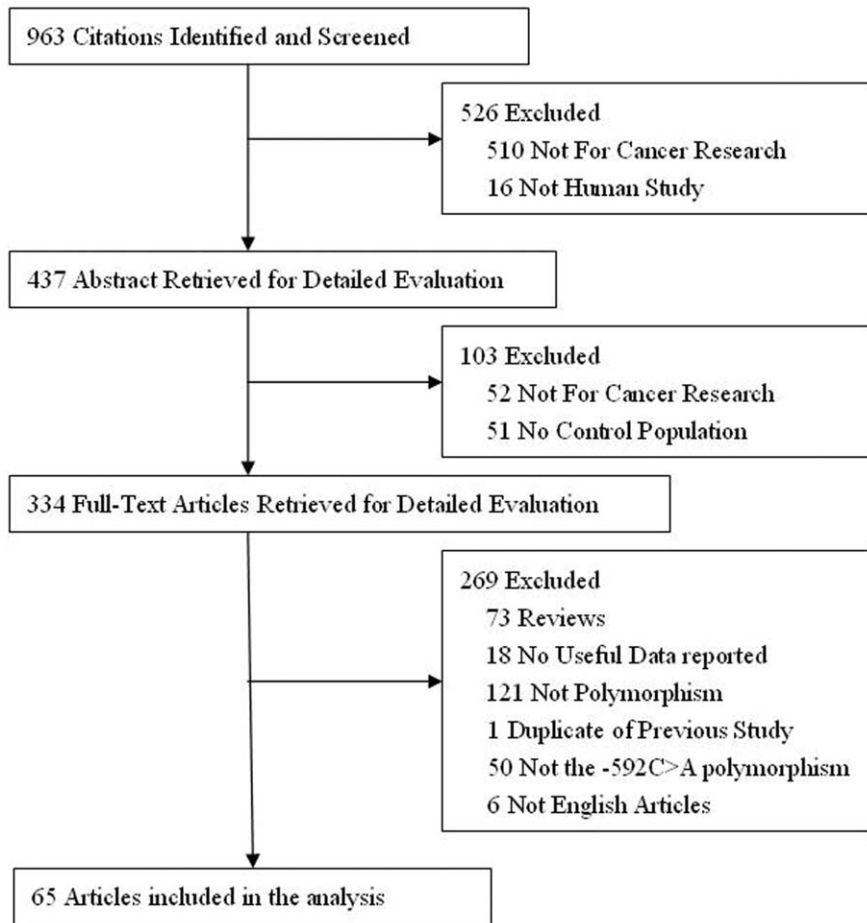 963 Citations Identified and Screened
526 Excluded
510 Not For Cancer Research
16 Not Human Study
437 Abstract Retrieved for Detailed Evaluation
103 Excluded
52 Not For Cancer Research
51 No Control Population
334 Full-Text Articles Retrieved for Detailed Evaluation
269 Excluded
73 Reviews
18 No Useful Data reported
121 Not Polymorphism
1 Duplicate of Previous Study
50 Not the -592C>A polymorphism
6 Not English Articles
65 Articles included in the analysis